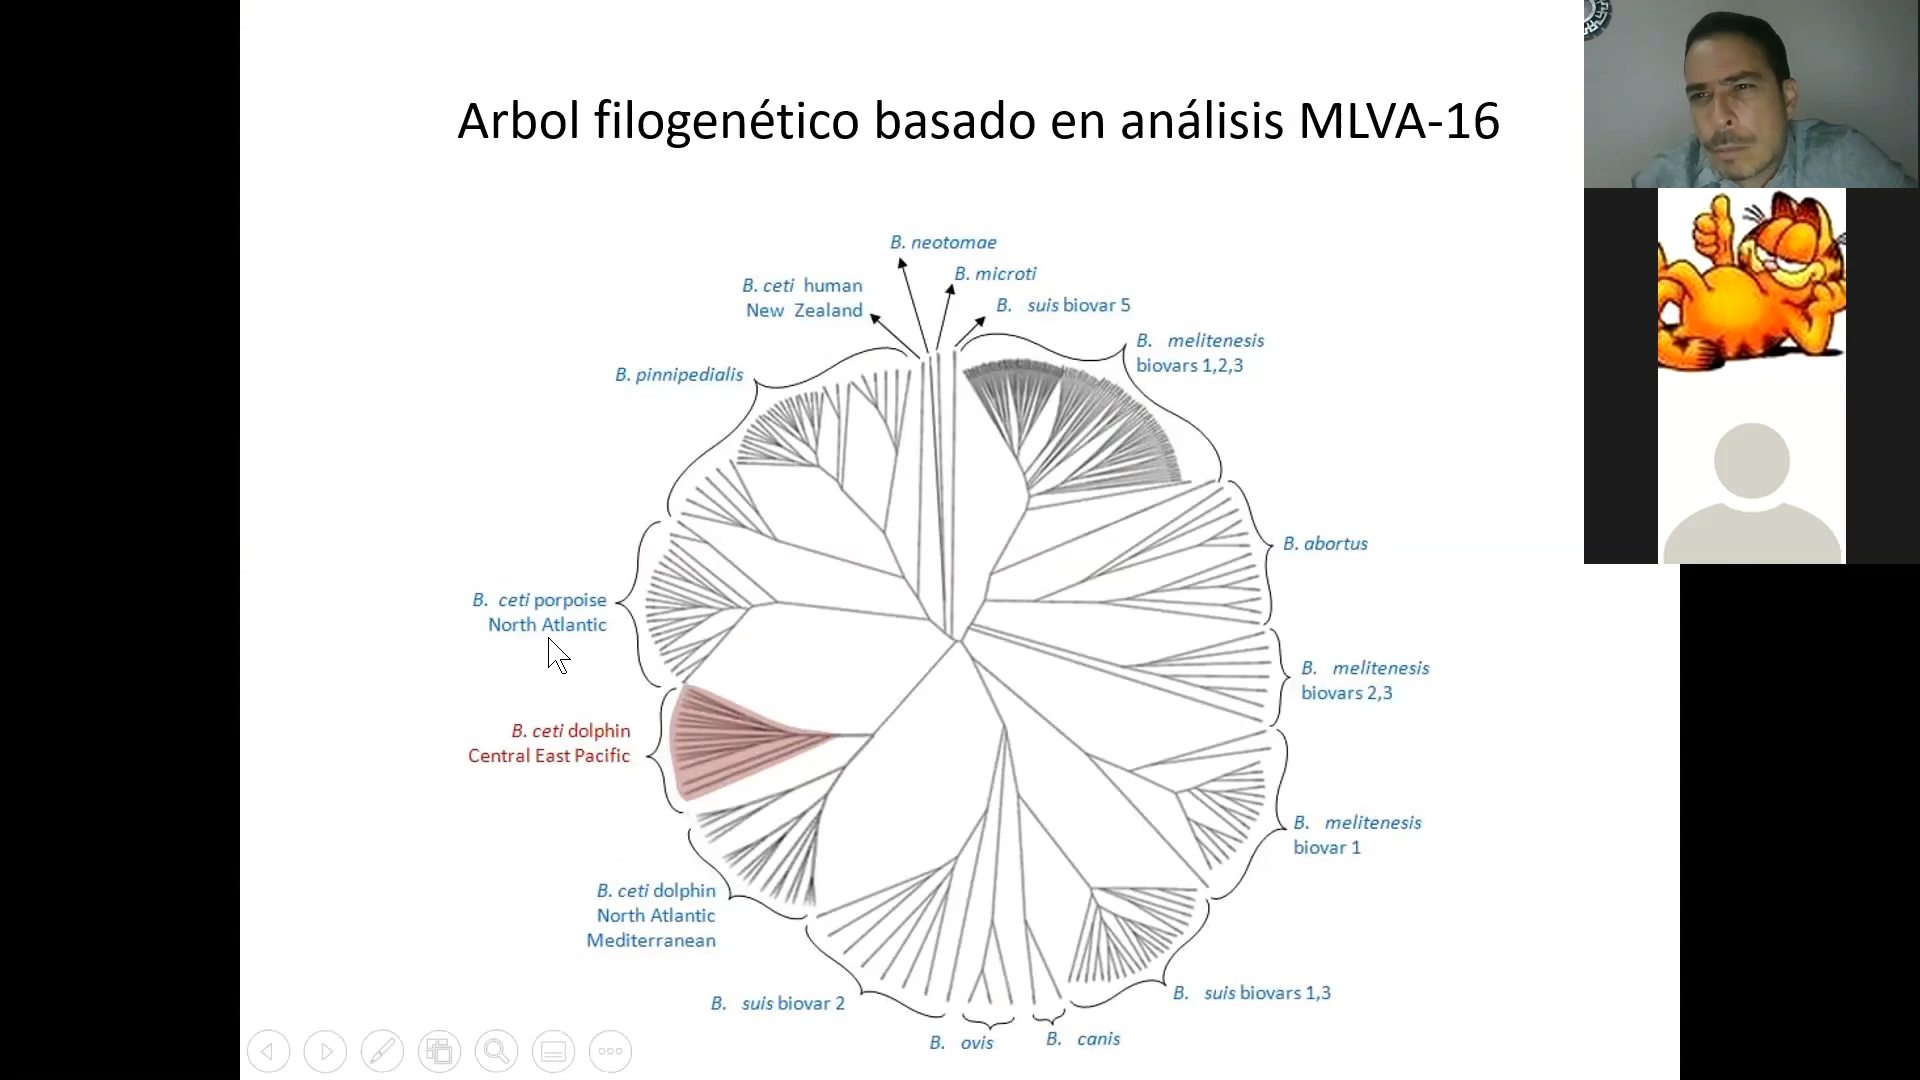 Arbol filogenético basado en análisis MLVA-16
B. neotomae
B. microti
B. ceti human
New Zealand
B. suis biovar 5
B. melitenesis
biovars 1,2,3
B. pinnipedialis
B. abortus
B. ceti porpoise
North Atlantic
B. melitenesis
biovars 2,3
B. ceti dolphin
Central East Pacific
B. melitenesis
biovar 1
B. ceti dolphin
North Atlantic
Mediterranean
B. suis biovar 2
B. suis biovars 1,3
B. ovis
B. canis